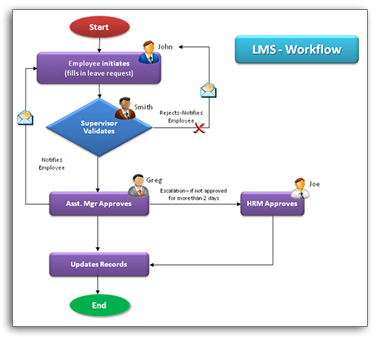 Start
LMS - Workflow
John
Employee initiates
(fills in leave request)
Smith
Supervisor
Validates
Rejects-Notifies
Employee
Notifies
Employee
Greg
Asst. Mgr Approves
Escalation – if not approved
for more than 2 days
Joe
HRM Approves
Updates Records
End